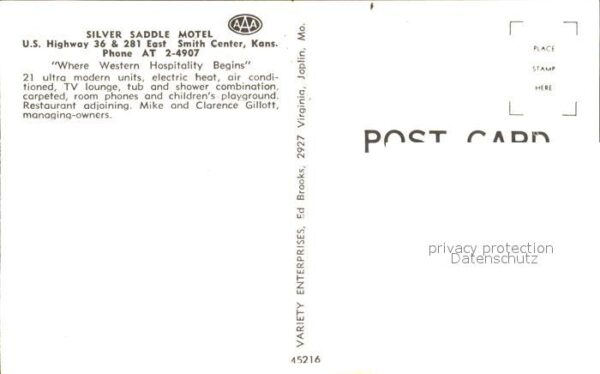 SILVER SADDLE MOTEL
AAA
U.S. Highway 36 & 281 East Smith Center, Kans.
Phone AT 2-4907
"Where Western Hospitality Begins"
21 ultra modern units, electric heat, air condi-
tioned, TV lounge, tub and shower combination,
carpeted, room phones and children's playground.
Restaurant adjoining. Mike and Clarence Gillott,
managing-owners.
VARIETY ENTERPRISES, Ed Brooks, 2927 Virginia, Joplin, Mo.
45216
PLACE
STAMP
HERE
POST CARD
privacy protection
Datenschutz